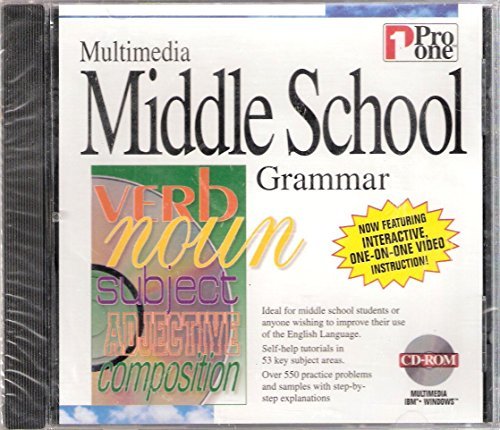 Multimedia
1 Pro
one
Middle School
Grammar
VERb
noun
subject
ADJECTIVE
composition
NOW FEATURING
INTERACTIVE,
ONE-ON-ONE VIDEO
INSTRUCTION!
Ideal for middle school students or
anyone wishing to improve their use
of the English Language.
Self-help tutorials in
53 key subject areas.
Over 550 practice problems
and samples with step-by-
step explanations
CD-ROM
MULTIMEDIA
IBM™ • WINDOWS™